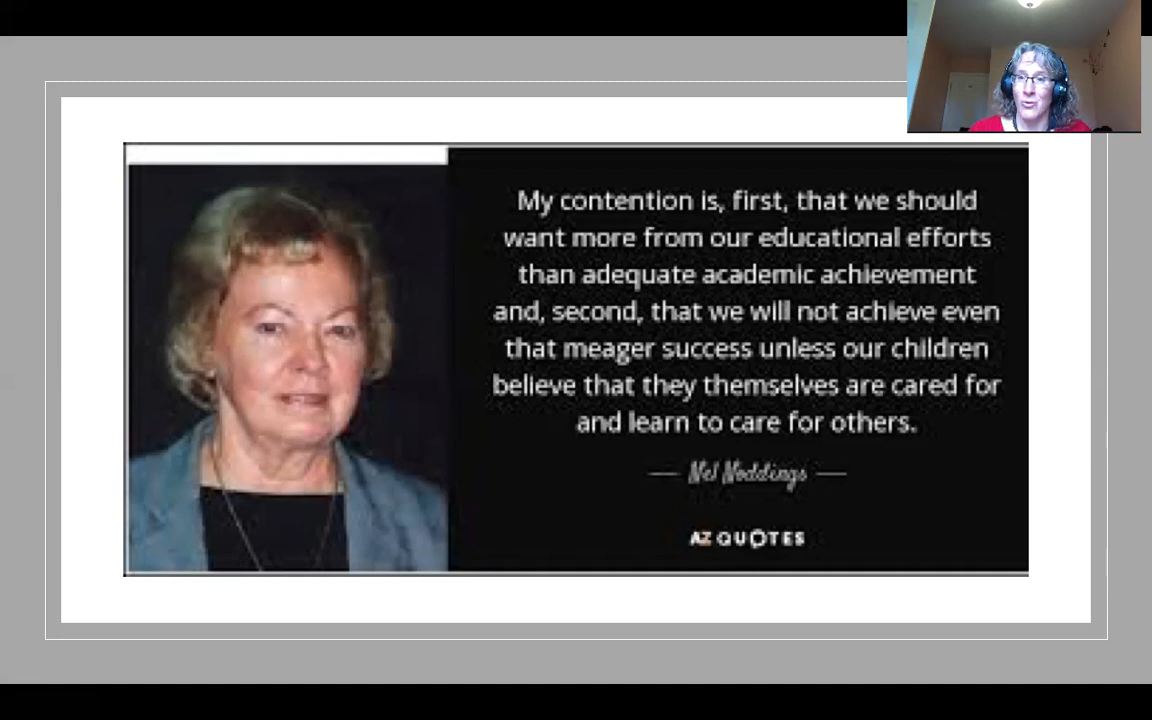 My contention is, first, that we should
want more from our educational efforts
than adequate academic achievement
and, second, that we will not achieve even
that meager success unless our children
believe that they themselves are cared for
and learn to care for others.
— Nel Noddings —
AZ QUOTES